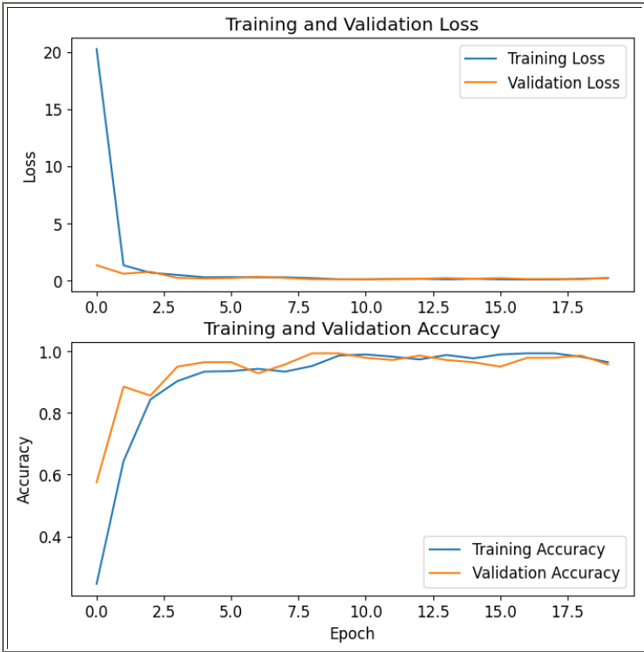 Training and Validation Loss
20
15
10
5
0
Loss
Training Loss
Validation Loss
0.0 2.5 5.0 7.5 10.0 12.5 15.0 17.5
Training and Validation Accuracy
1.0
0.8
0.6
0.4
Accuracy
Training Accuracy
Validation Accuracy
0.0 2.5 5.0 7.5 10.0 12.5 15.0 17.5
Epoch